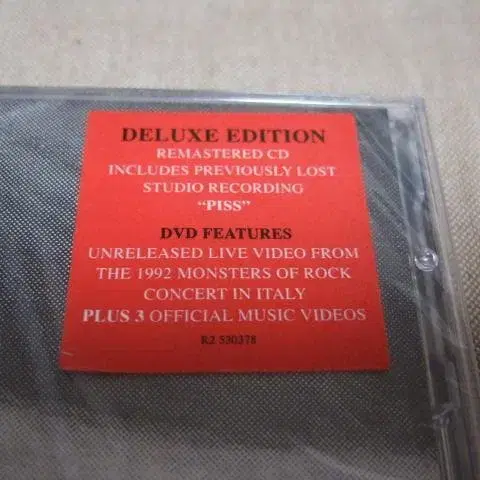 DELUXE EDITION
REMASTERED CD
INCLUDES PREVIOUSLY LOST
STUDIO RECORDING
“PISS”
DVD FEATURES
UNRELEASED LIVE VIDEO FROM
THE 1992 MONSTERS OF ROCK
CONCERT IN ITALY
PLUS 3 OFFICIAL MUSIC VIDEOS
R2 530378